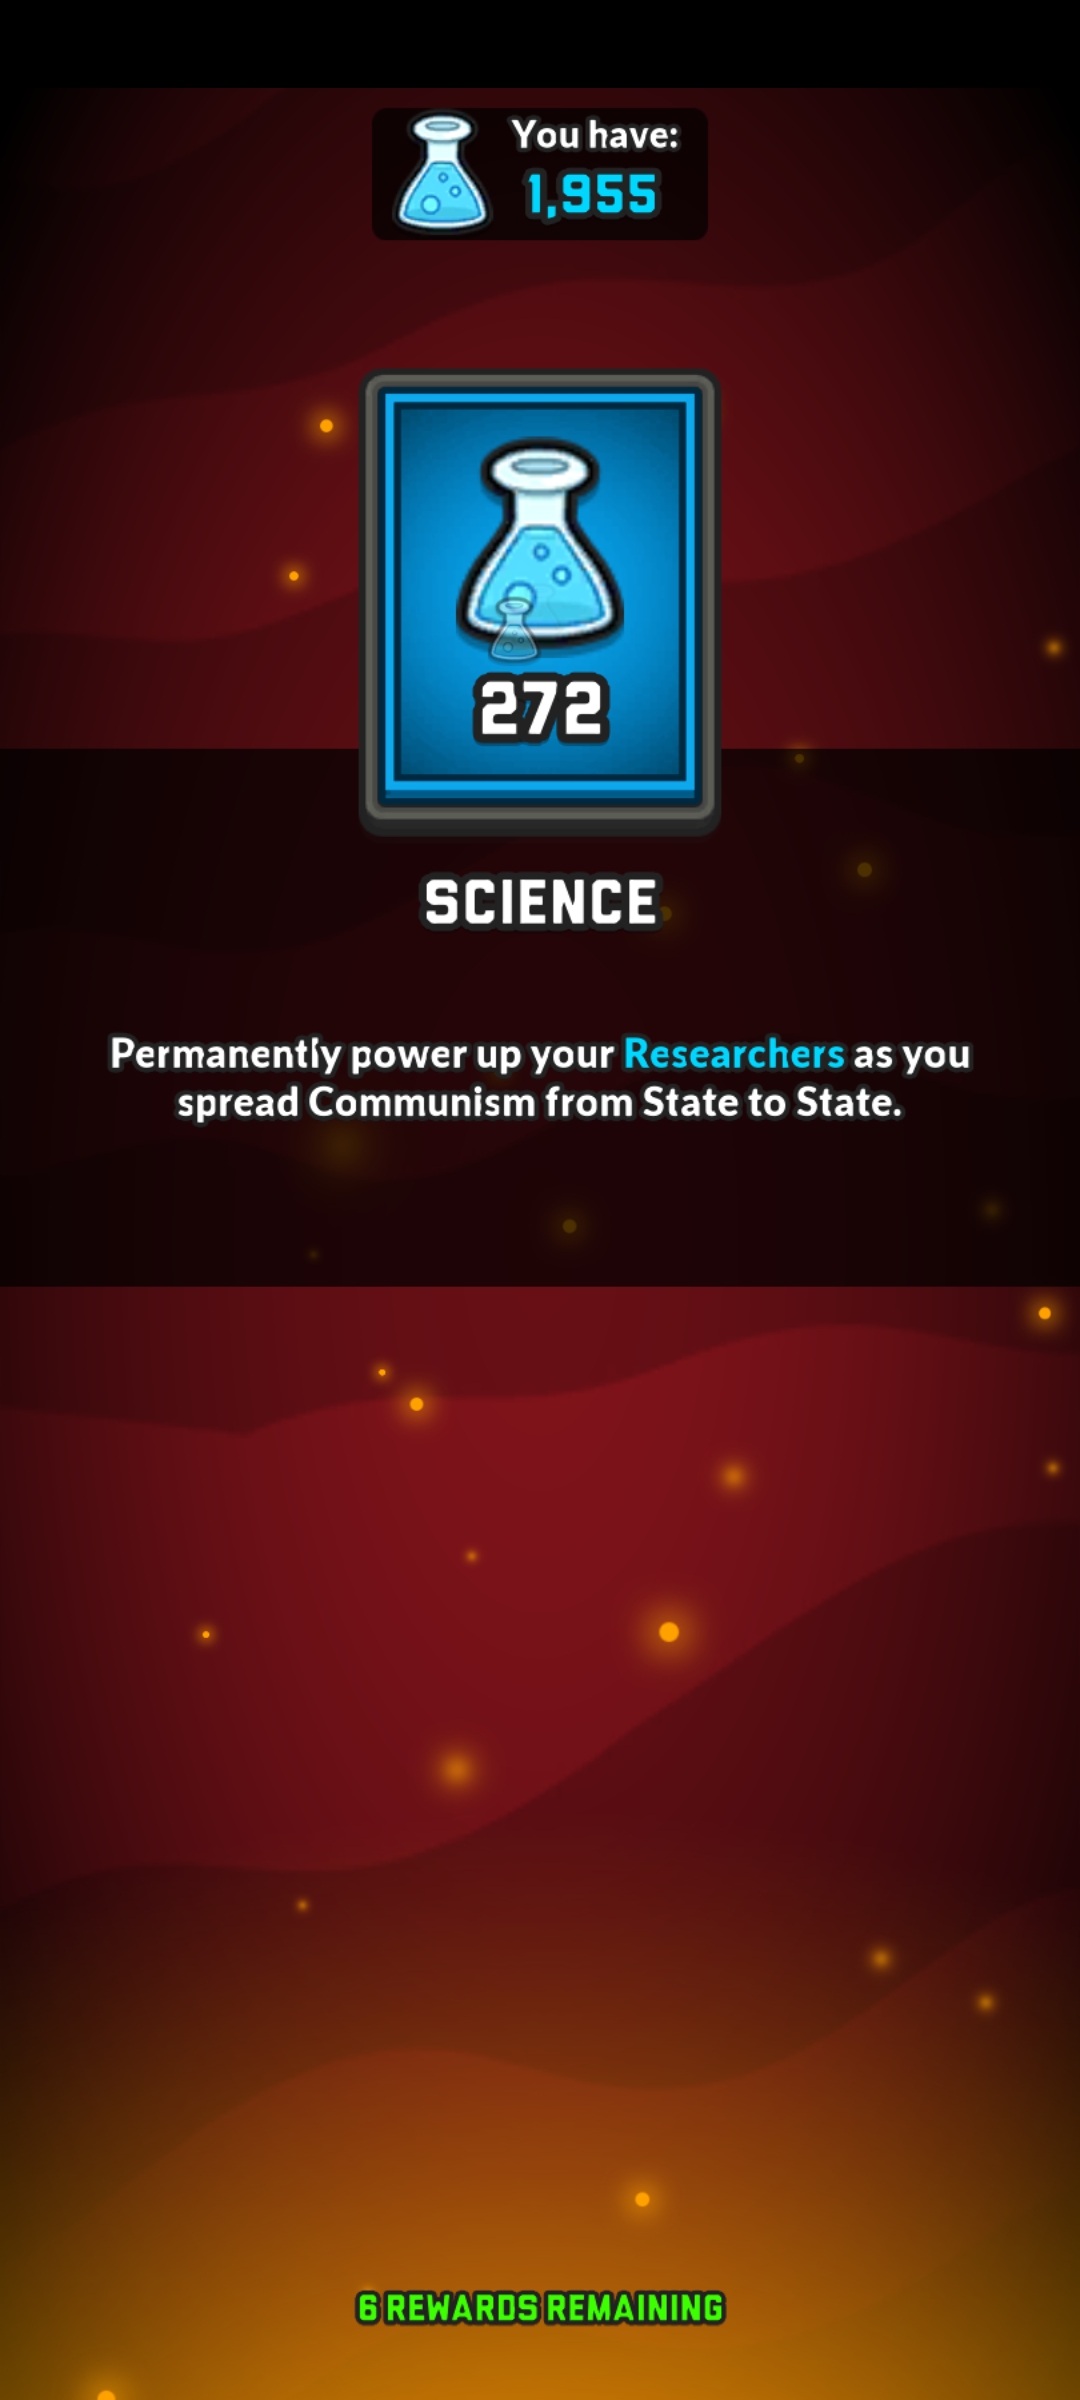 You have:
1,955
272
SCIENCE
Permanently power up your Researchers as you
spread Communism from State to State.
6 REWARDS REMAINING